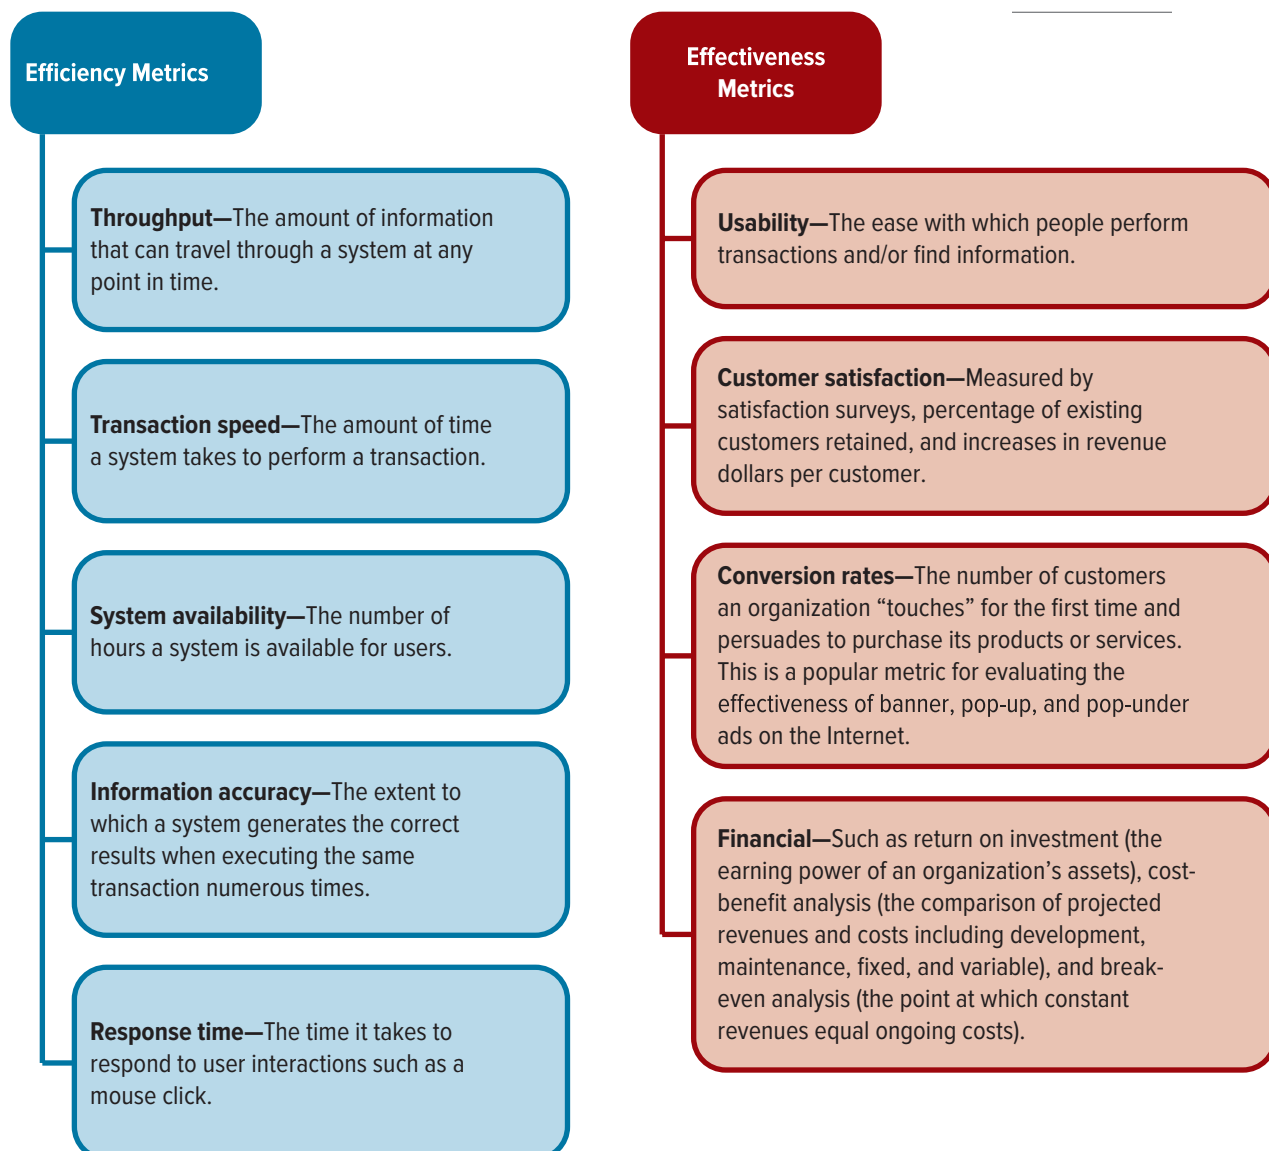 Efficiency Metrics
Throughput—The amount of information
that can travel through a system at any
point in time.
Transaction speed—The amount of time
a system takes to perform a transaction.
System availability—The number of
hours a system is available for users.
Information accuracy—The extent to
which a system generates the correct
results when executing the same
transaction numerous times.
Response time—The time it takes to
respond to user interactions such as a
mouse click.
Effectiveness
Metrics
Usability—The ease with which people perform
transactions and/or find information.
Customer satisfaction—Measured by
satisfaction surveys, percentage of existing
customers retained, and increases in revenue
dollars per customer.
Conversion rates—The number of customers
an organization “touches” for the first time and
persuades to purchase its products or services.
This is a popular metric for evaluating the
effectiveness of banner, pop-up, and pop-under
ads on the Internet.
Financial—Such as return on investment (the
earning power of an organization’s assets), cost-
benefit analysis (the comparison of projected
revenues and costs including development,
maintenance, fixed, and variable), and break-
even analysis (the point at which constant
revenues equal ongoing costs).